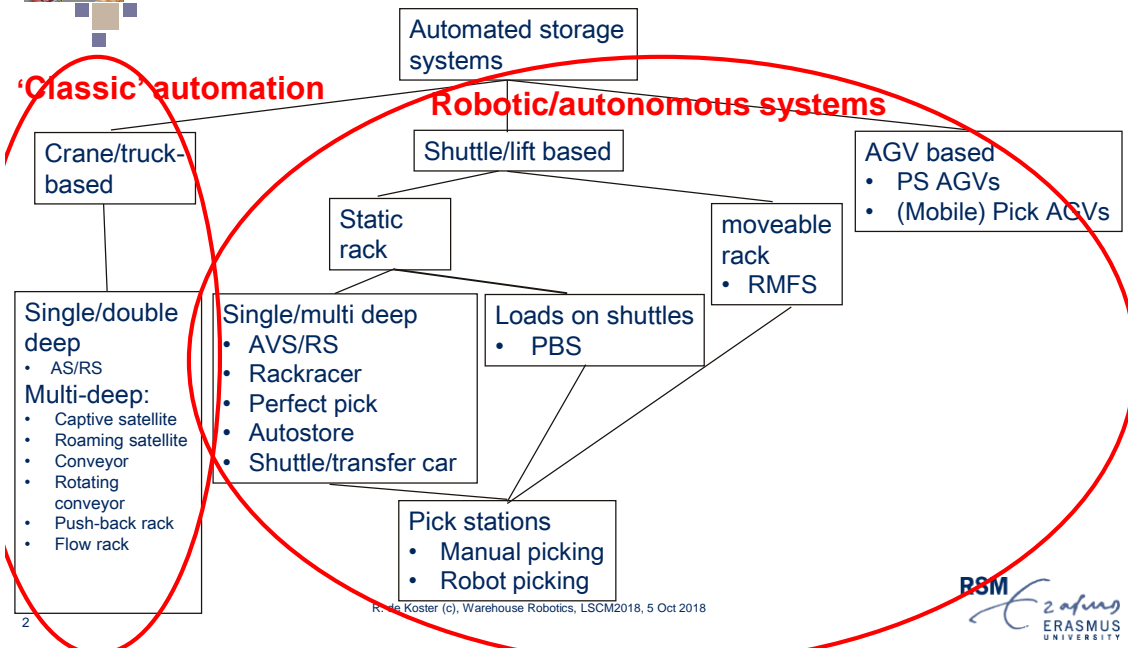 Automated storage
systems
‘Classic’ automation
Robotic/autonomous systems
Crane/truck-
based
Shuttle/lift based
AGV based
• PS AGVs
• (Mobile) Pick AGVs
Static
rack
moveable
rack
• RMFS
Single/double
deep
• AS/RS
Multi-deep:
• Captive satellite
• Roaming satellite
• Conveyor
• Rotating
conveyor
• Push-back rack
• Flow rack
Single/multi deep
• AVS/RS
• Rackracer
• Perfect pick
• Autostore
• Shuttle/transfer car
Loads on shuttles
• PBS
Pick stations
• Manual picking
• Robot picking
R. de Koster (c), Warehouse Robotics, LSCM2018, 5 Oct 2018
2
RSM
Erasmus
ERASMUS
UNIVERSITY